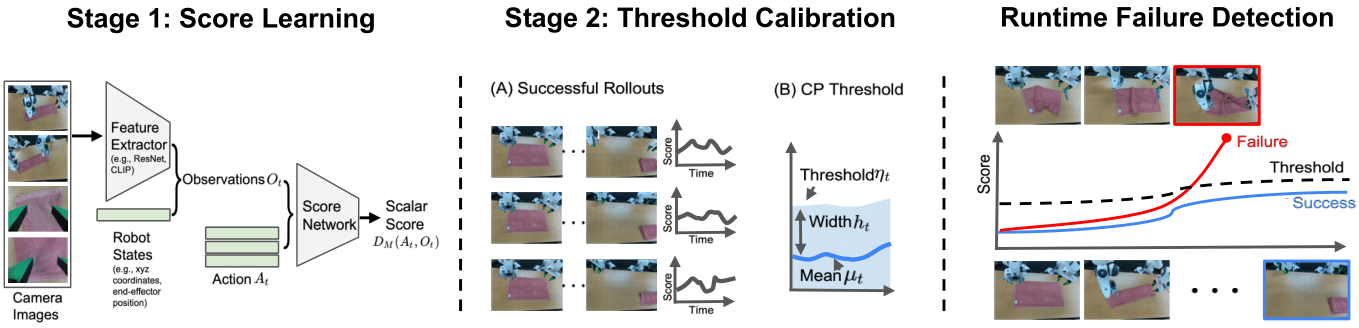 Stage 1: Score Learning
Camera
Images
Feature
Extractor
(e.g., ResNet,
CLIP)
Robot
States
(e.g., xyz
coordinates,
end-effector
position)
Observations O_t
Action A_t
Score
Network
Scalar
Score
D_M(A_t, O_t)
Stage 2: Threshold Calibration
(A) Successful Rollouts
Score
Time
Score
Time
Score
Time
(B) CP Threshold
Threshold η_t
Width h_t
Mean μ_t
Runtime Failure Detection
Score
Failure
Threshold
Success